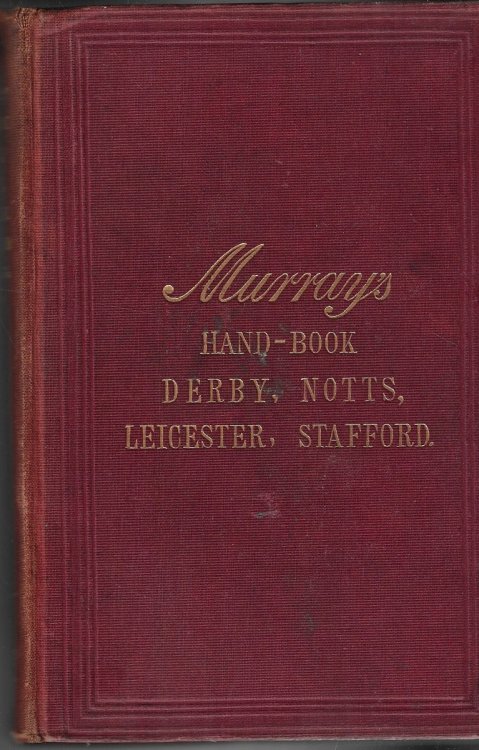 Murray's
HAND-BOOK
DERBY, NOTTS,
LEICESTER, STAFFORD.